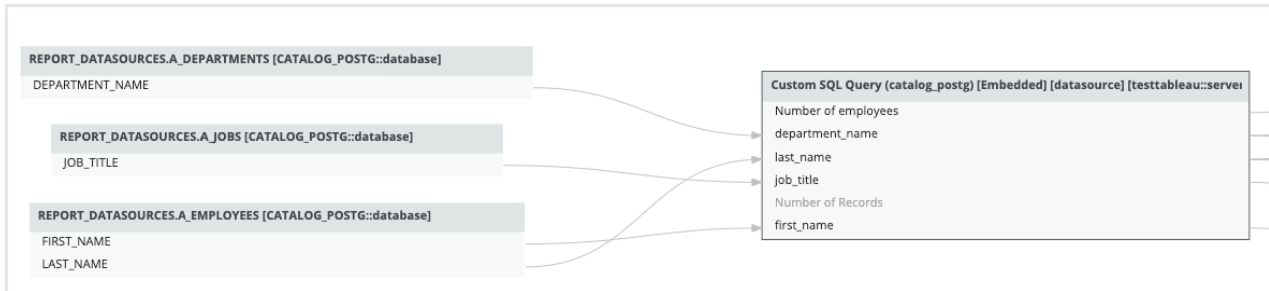 REPORT_DATASOURCES.A_DEPARTMENTS [CATALOG_POSTG::database]
DEPARTMENT_NAME
REPORT_DATASOURCES.A_JOBS [CATALOG_POSTG::database]
JOB_TITLE
REPORT_DATASOURCES.A_EMPLOYEES [CATALOG_POSTG::database]
FIRST_NAME
LAST_NAME
Custom SQL Query (catalog_postg) [Embedded] [datasource] [testtableau::server
Number of employees
department_name
last_name
job_title
Number of Records
first_name